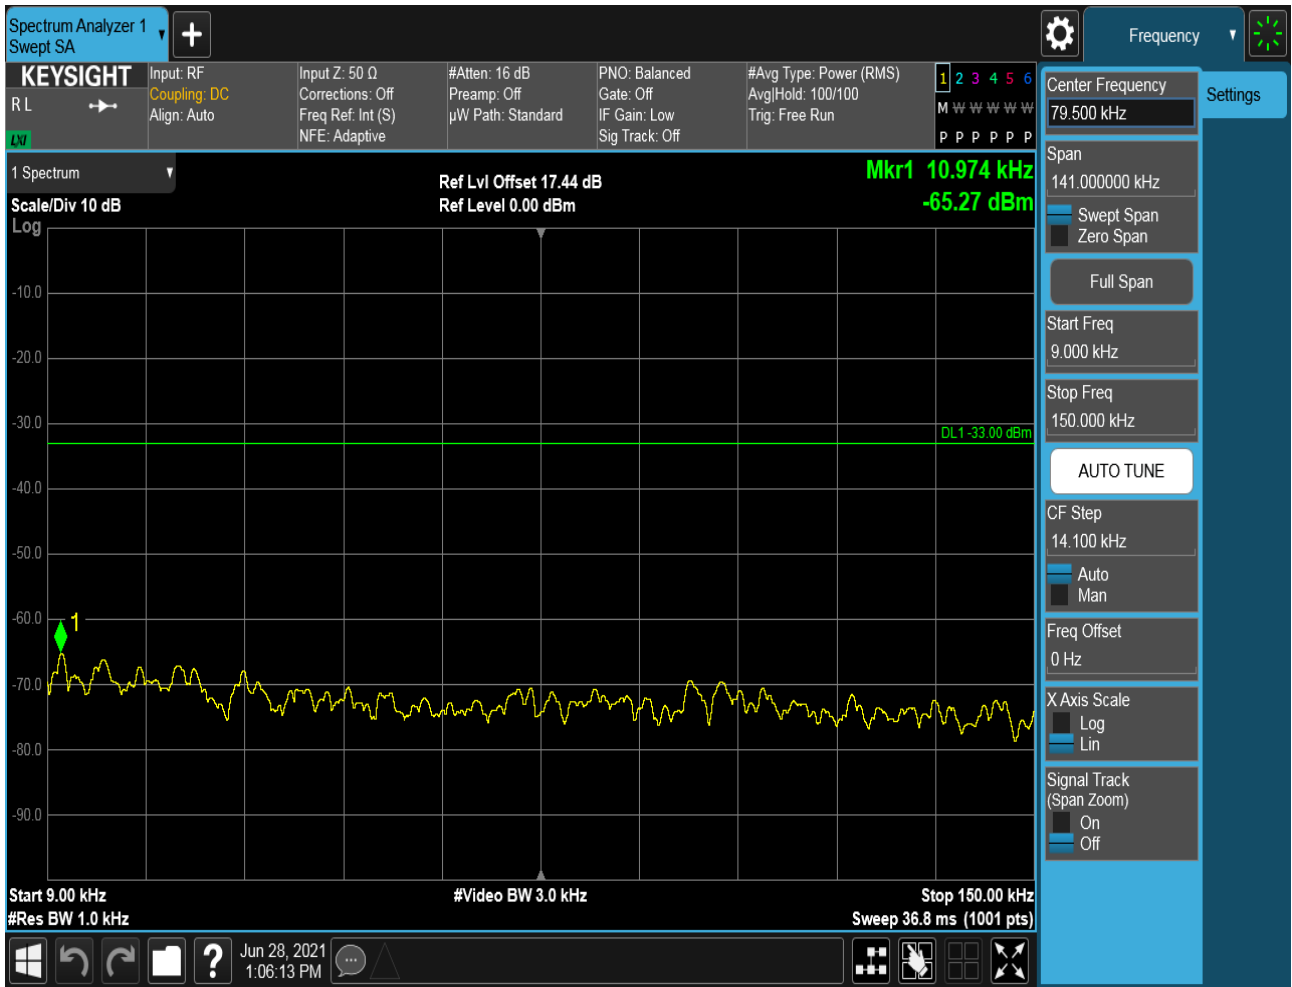 Spectrum Analyzer 1
Swept SA
Frequency
KEYSIGHT
R L
LXI
Input: RF
Coupling: DC
Align: Auto
Input Z: 50 Ω
Corrections: Off
Freq Ref: Int (S)
NFE: Adaptive
#Atten: 16 dB
Preamp: Off
µW Path: Standard
PNO: Balanced
Gate: Off
IF Gain: Low
Sig Track: Off
#Avg Type: Power (RMS)
Avg|Hold: 100/100
Trig: Free Run
1 2 3 4 5 6
M W W W W W
P P P P P P
1 Spectrum
Scale/Div 10 dB
Log
Ref Lvl Offset 17.44 dB
Ref Level 0.00 dBm
Mkr1 10.974 kHz
-65.27 dBm
-10.0
-20.0
-30.0
DL1 -33.00 dBm
-40.0
-50.0
-60.0
1
-70.0
-80.0
-90.0
Start 9.00 kHz
#Res BW 1.0 kHz
#Video BW 3.0 kHz
Stop 150.00 kHz
Sweep 36.8 ms (1001 pts)
Center Frequency
79.500 kHz
Settings
Span
141.000000 kHz
Swept Span
Zero Span
Full Span
Start Freq
9.000 kHz
Stop Freq
150.000 kHz
AUTO TUNE
CF Step
14.100 kHz
Auto
Man
Freq Offset
0 Hz
X Axis Scale
Log
Lin
Signal Track
(Span Zoom)
On
Off
?
Jun 28, 2021
1:06:13 PM